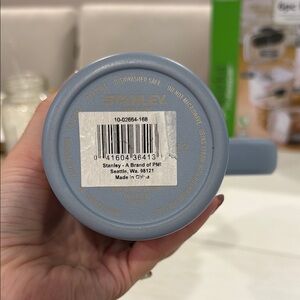 DISHWASHER SAFE
DO NOT MICROWAVE
STANLEY
10-02664-168
0 41604 36413
Stanley - A Brand of PMI
Seattle, Wa. 98121
Made in China